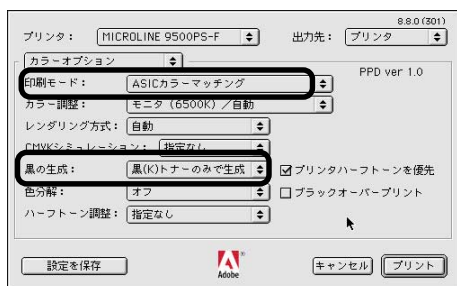 8.8.0 (301)
プリンタ： MICROLINE 9500PS-F 出力先： プリンタ
カラーオプション
PPD ver 1.0
印刷モード： ASICカラーマッチング
カラー調整： モニタ（6500K）／自動
レンダリング方式： 自動
CMYKシミュレーション： 指定なし
黒の生成： 黒(K)トナーのみで生成 プリンタハーフトーンを優先
色分解： オフ ブラックオーバープリント
ハーフトーン調整： 指定なし
設定を保存 Adobe キャンセル プリント